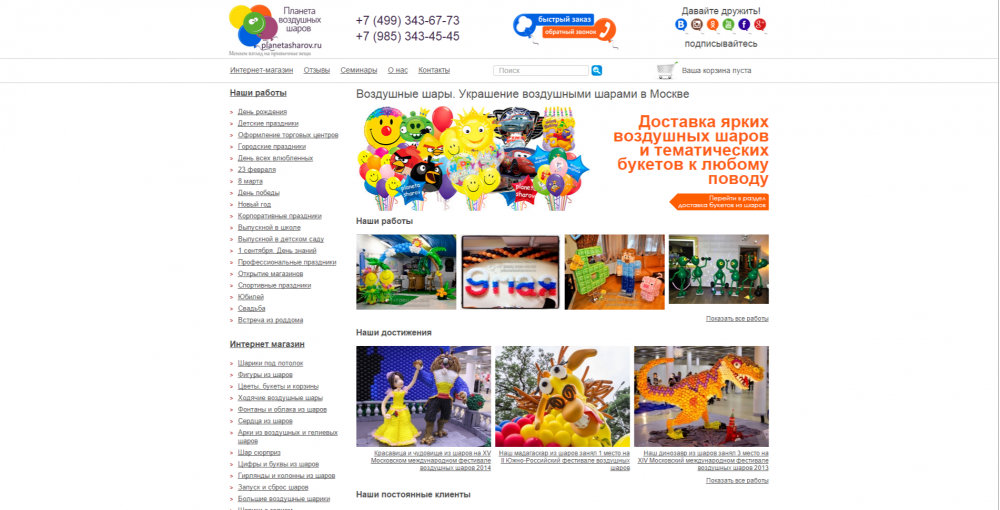 Планета
воздушных
шаров
planetasharov.ru
Меняем взгляд на привычные вещи
+7 (499) 343-67-73
+7 (985) 343-45-45
быстрый заказ
обратный звонок
Давайте дружить!
подписывайтесь
Интернет-магазин
Отзывы
Семинары
О нас
Контакты
Поиск
Ваша корзина пуста
Наши работы
День рождения
Детские праздники
Оформление торговых центров
Городские праздники
День всех влюбленных
23 февраля
8 марта
День победы
Новый год
Корпоративные праздники
Выпускной в школе
Выпускной в детском саду
1 сентября. День знаний
Профессиональные праздники
Открытие магазинов
Спортивные праздники
Юбилей
Свадьба
Встреча из роддома
Интернет магазин
Шарики под потолок
Фигуры из шаров
Цветы, букеты и корзины
Ходячие воздушные шары
Фонтаны и облака из шаров
Сердца из шаров
Арки из воздушных и гелиевых
шаров
Шар сюрприз
Цифры и буквы из шаров
Гирлянды и колонны из шаров
Запуск и сброс шаров
Большие воздушные шарики
Воздушные шары. Украшение воздушными шарами в Москве
planeta
sharov
planeta
sharov
Доставка ярких
воздушных шаров
и тематических
букетов к любому
поводу
Перейти в раздел
доставка букетов из шаров
Наши работы
Показать все работы
Наши достижения
Красавица и чудовище из шаров на XV
Московском международном фестивале
воздушных шаров 2014
Наш мадагаскар из шаров занял 1 место на
II Южно-Российский фестивале воздушных
шаров
Наш динозавр из шаров занял 3 место на
XIV Московский международном фестивале
воздушных шаров 2013
Показать все работы
Наши постоянные клиенты